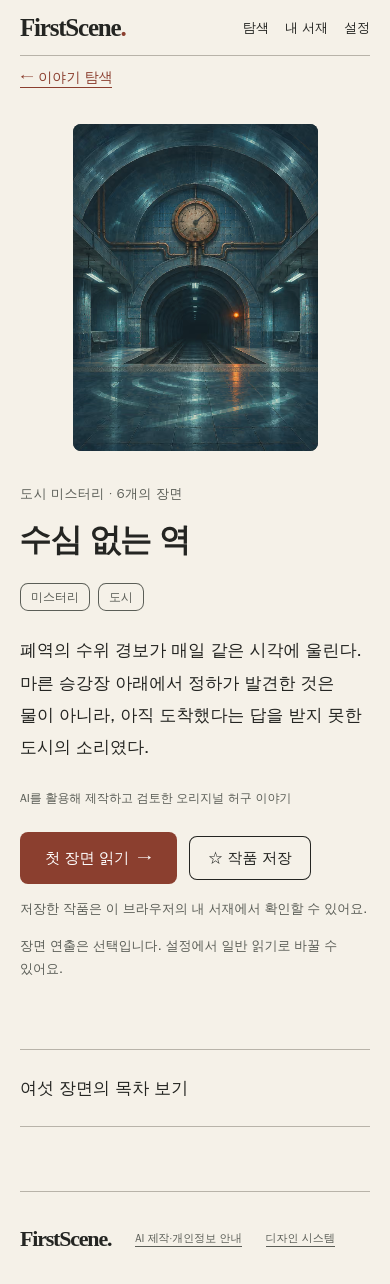 FirstScene.
탐색 내 서재 설정
← 이야기 탐색
도시 미스터리 · 6개의 장면
수심 없는 역
미스터리 도시
폐역의 수위 경보가 매일 같은 시각에 울린다.
마른 승강장 아래에서 정하가 발견한 것은
물이 아니라, 아직 도착했다는 답을 받지 못한
도시의 소리였다.
AI를 활용해 제작하고 검토한 오리지널 허구 이야기
첫 장면 읽기 →
☆ 작품 저장
저장한 작품은 이 브라우저의 내 서재에서 확인할 수 있어요.
장면 연출은 선택입니다. 설정에서 일반 읽기로 바꿀 수
있어요.
여섯 장면의 목차 보기
FirstScene.
AI 제작·개인정보 안내
디자인 시스템